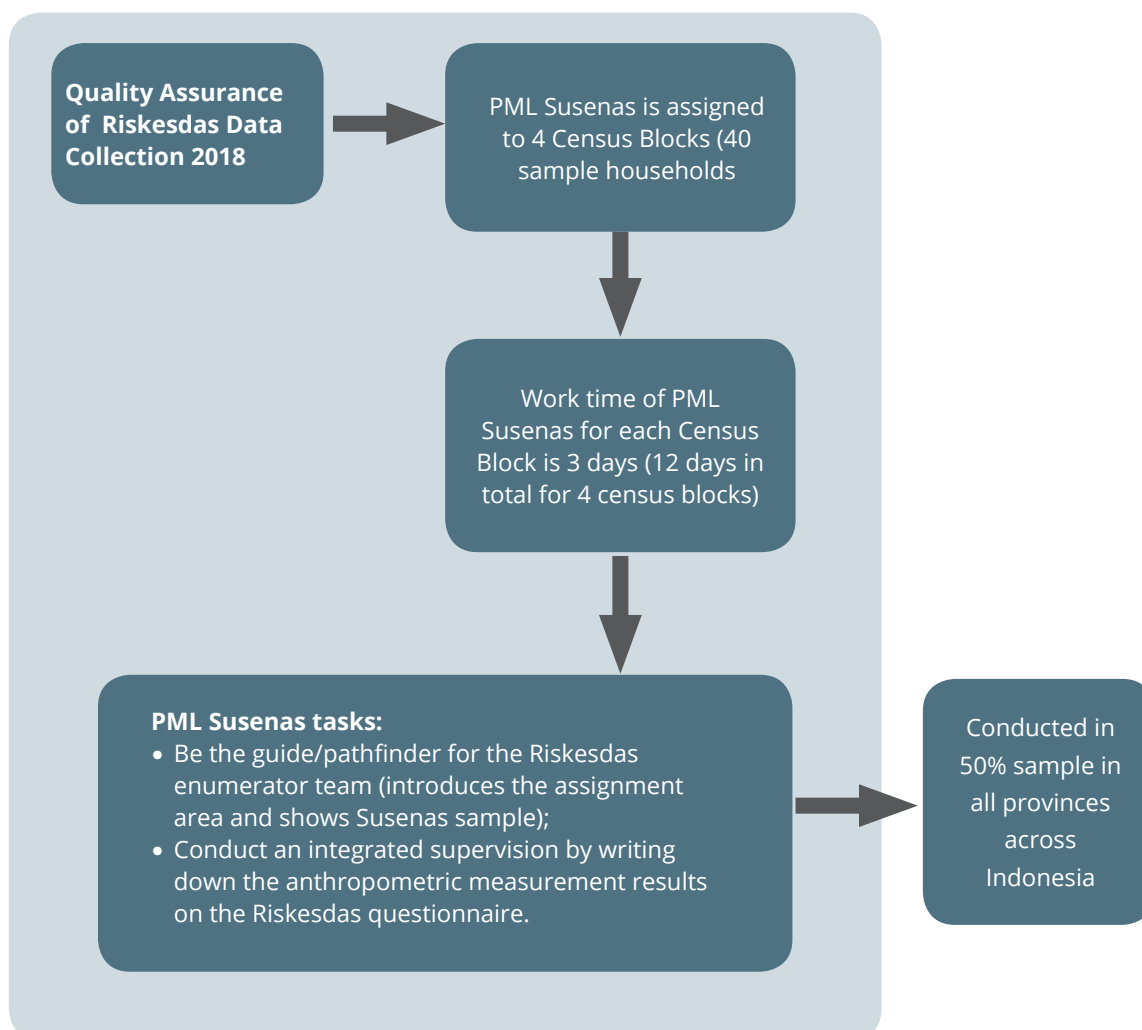 Quality Assurance
of Riskesdas Data
Collection 2018
PML Susenas is assigned
to 4 Census Blocks (40
sample households
Work time of PML
Susenas for each Census
Block is 3 days (12 days in
total for 4 census blocks)
PML Susenas tasks:
• Be the guide/pathfinder for the Riskesdas
enumerator team (introduces the assignment
area and shows Susenas sample);
• Conduct an integrated supervision by writing
down the anthropometric measurement results
on the Riskesdas questionnaire.
Conducted in
50% sample in
all provinces
across
Indonesia